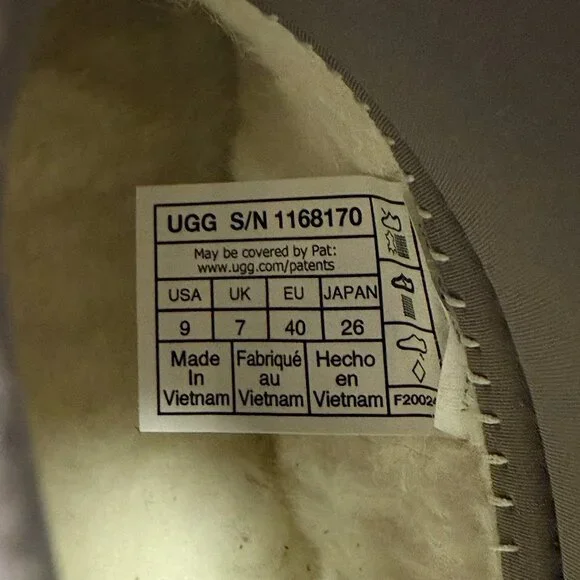 UGG S/N 1168170
May be covered by Pat:
www.ugg.com/patents
USA UK EU JAPAN
9 7 40 26
Made In Vietnam
Fabriqué au Vietnam
Hecho en Vietnam